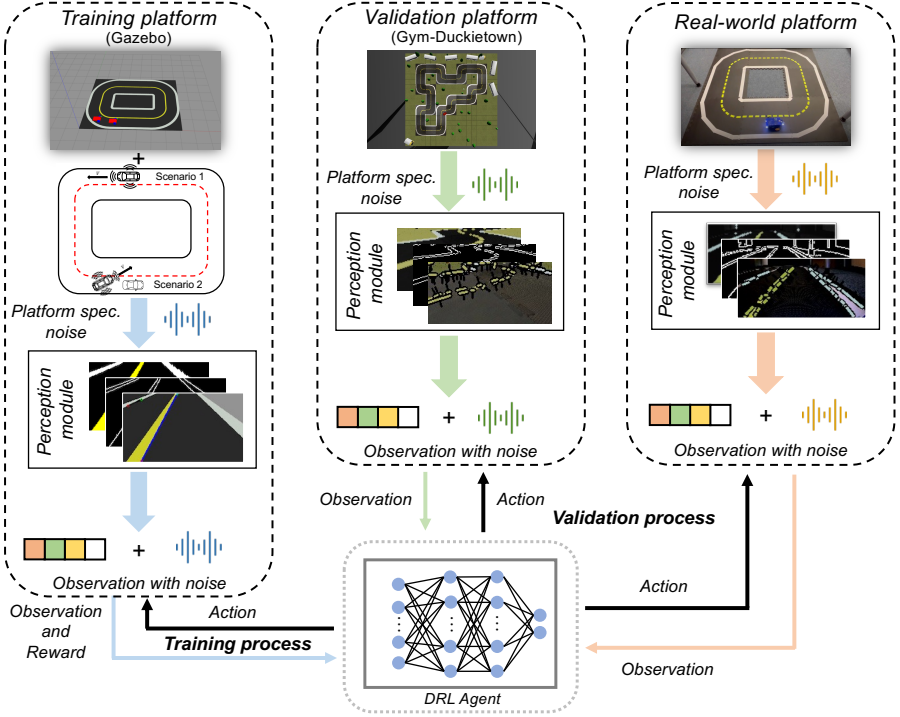 Training platform
(Gazebo)
+
Scenario 1
Scenario 2
Platform spec.
noise
Perception
module
+
Observation with noise
Validation platform
(Gym-Duckietown)
Platform spec.
noise
Perception
module
+
Observation with noise
Real-world platform
Platform spec.
noise
Perception
module
+
Observation with noise
Observation
Action
Validation process
Action
Observation
and
Reward
Action
Training process
Observation
DRL Agent